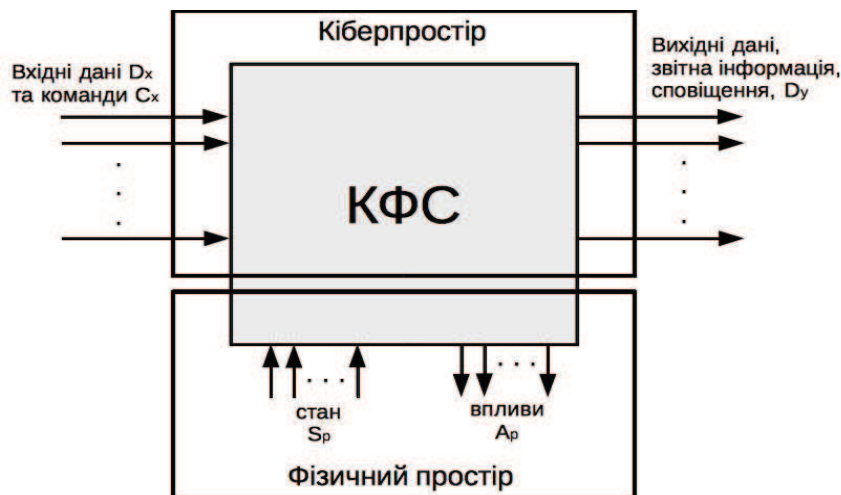 Кіберпростір
Вхідні дані Dx
та команди Cx
Вихідні дані,
звітна інформація,
сповіщення, Dy
КФС
стан
Sp
впливи
Ap
Фізичний простір